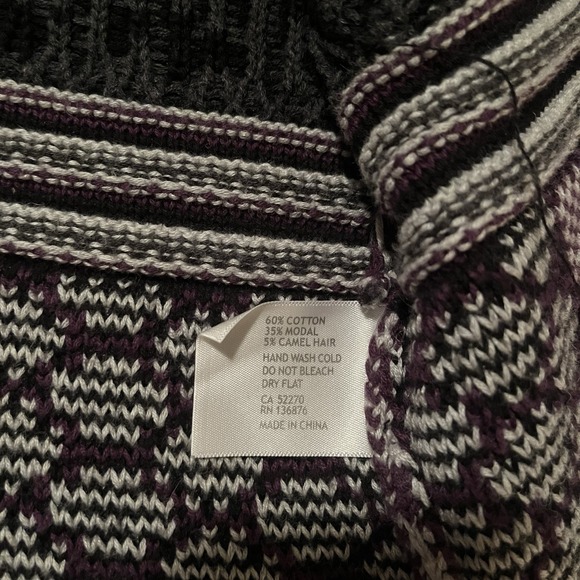 60% COTTON
35% MODAL
5% CAMEL HAIR
HAND WASH COLD
DO NOT BLEACH
DRY FLAT
CA 52270
RN 136876
MADE IN CHINA